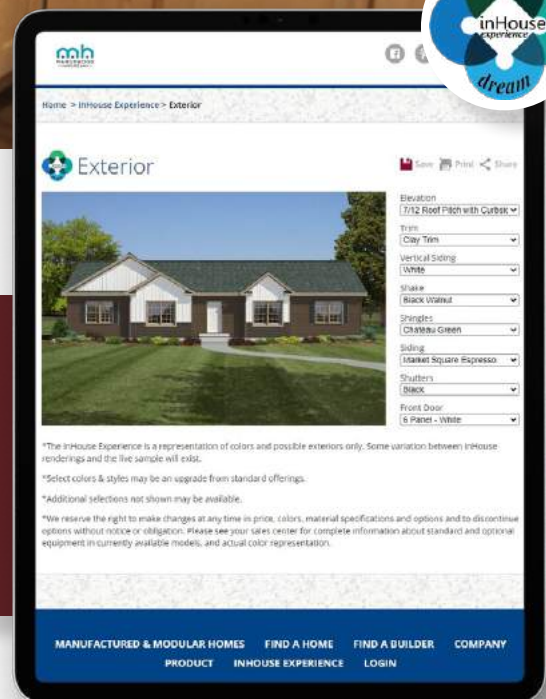 inHouse
experience
dream
mh
Home > InHouse Experience > Exterior
Exterior
Save Print Share
Elevation
7/12 Roof Pitch with Curbsid
Trim
Clay Trim
Vertical Siding
White
Shake
Black Walnut
Shingles
Chateau Green
Siding
Market Square Espresso
Shutters
Black
Front Door
6 Panel - White
*The InHouse Experience is a representation of colors and possible exteriors only. Some variation between InHouse
renderings and the live sample will exist.
*Select colors & styles may be an upgrade from standard offerings.
*Additional selections not shown may be available.
*We reserve the right to make changes at any time in price, colors, material specifications and options and to discontinue
options without notice or obligation. Please see your sales center for complete information about standard and optional
equipment in currently available models, and actual color representation.
MANUFACTURED & MODULAR HOMES FIND A HOME FIND A BUILDER COMPANY
PRODUCT INHOUSE EXPERIENCE LOGIN